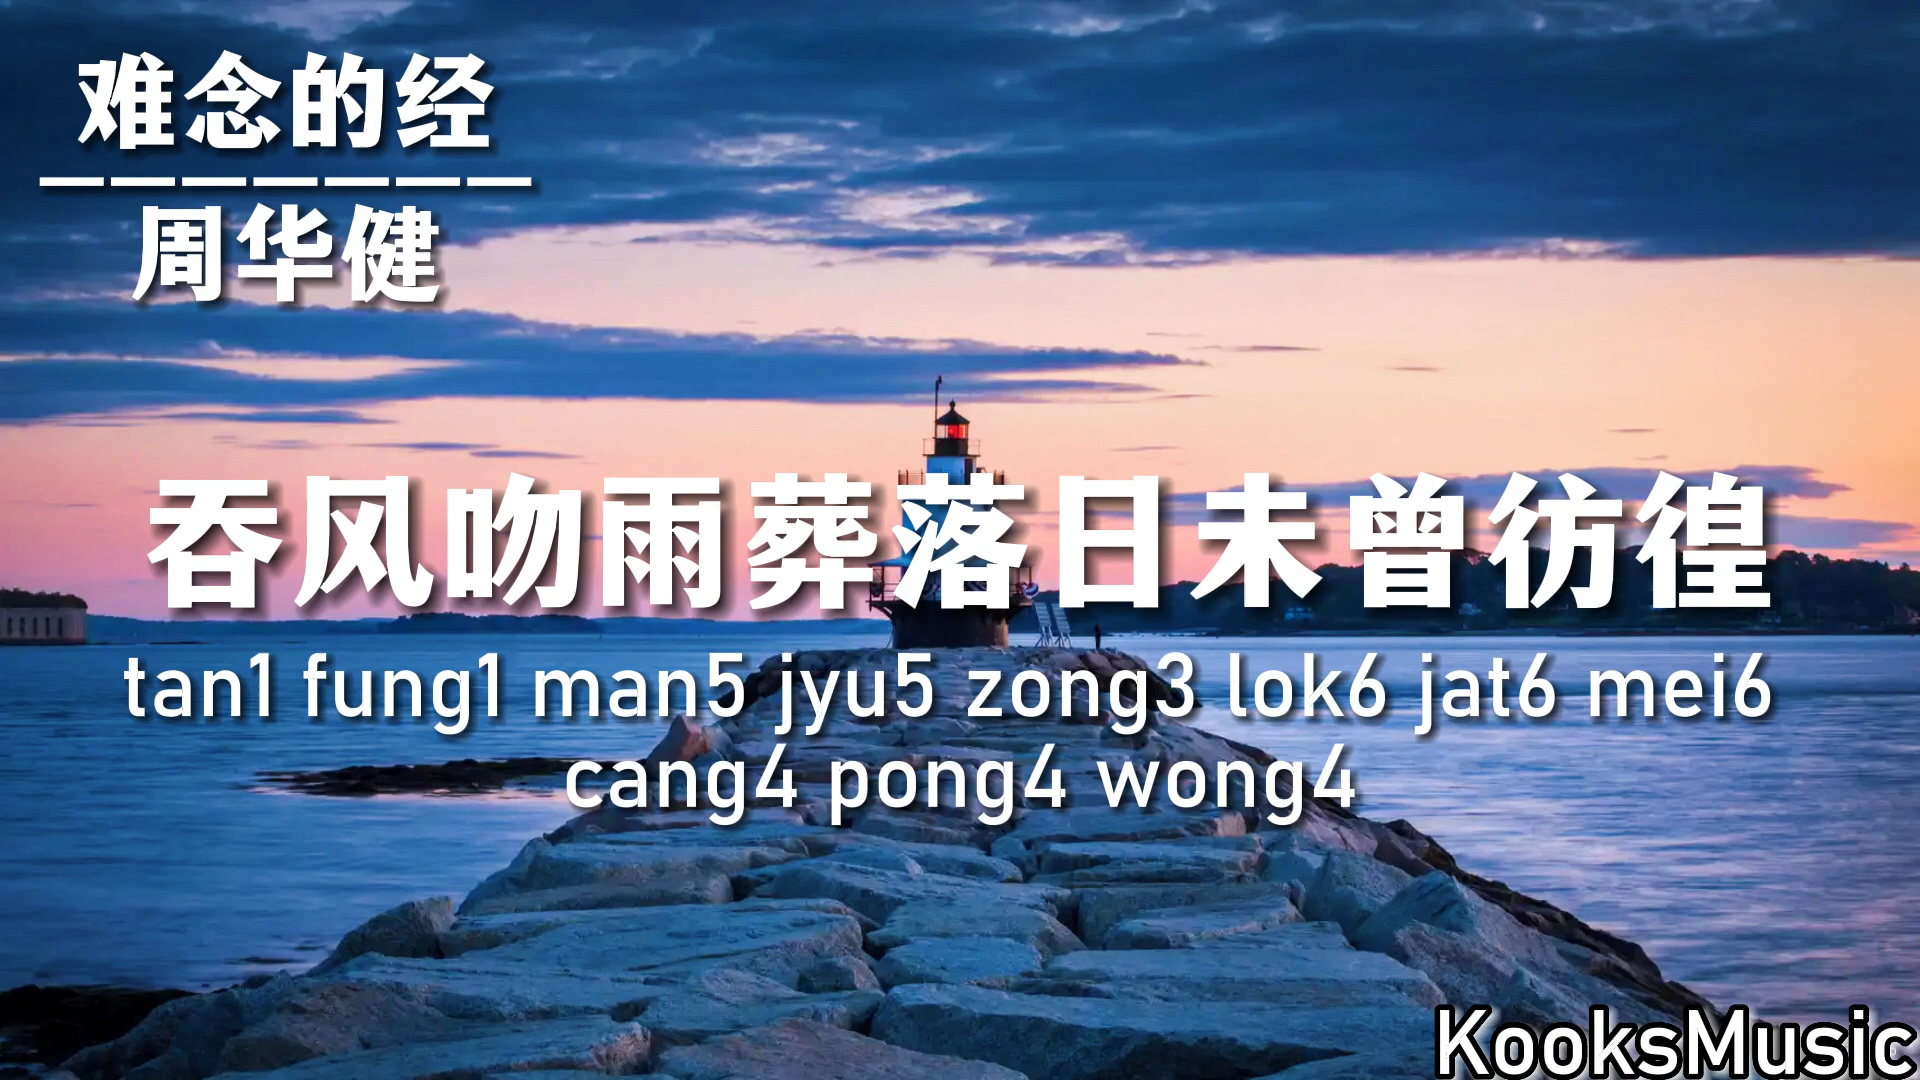 难念的经
———————
周华健
吞风吻雨葬落日未曾彷徨
tan1 fung1 man5 jyu5 zong3 lok6 jat6 mei6
cang4 pong4 wong4
KooksMusic